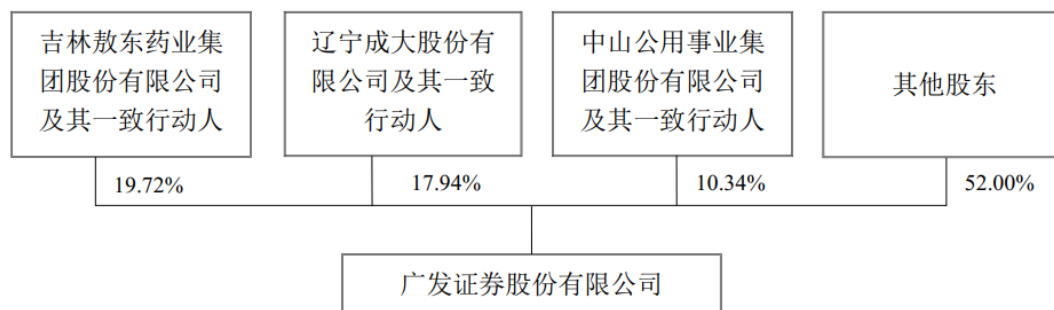 吉林敖东药业集
团股份有限公司
及其一致行动人
辽宁成大股份有
限公司及其一致
行动人
中山公用事业集
团股份有限公司
及其一致行动人
其他股东
19.72%
17.94%
10.34%
52.00%
广发证券股份有限公司